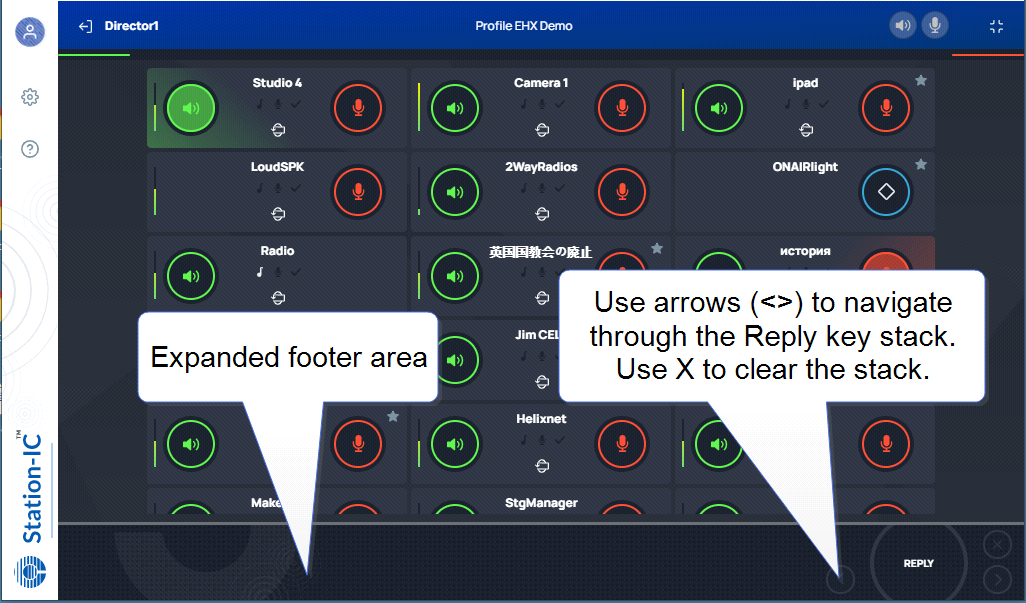 Director1
Profile EHX Demo
Studio 4
Camera 1
ipad
LoudSPK
2WayRadios
ONAIRlight
Radio
英国国教会の廃止
история
Use arrows (<>) to navigate
through the Reply key stack.
Use X to clear the stack.
Expanded footer area
Jim CEL
Helixnet
Make
StgManager
REPLY
Station-IC™